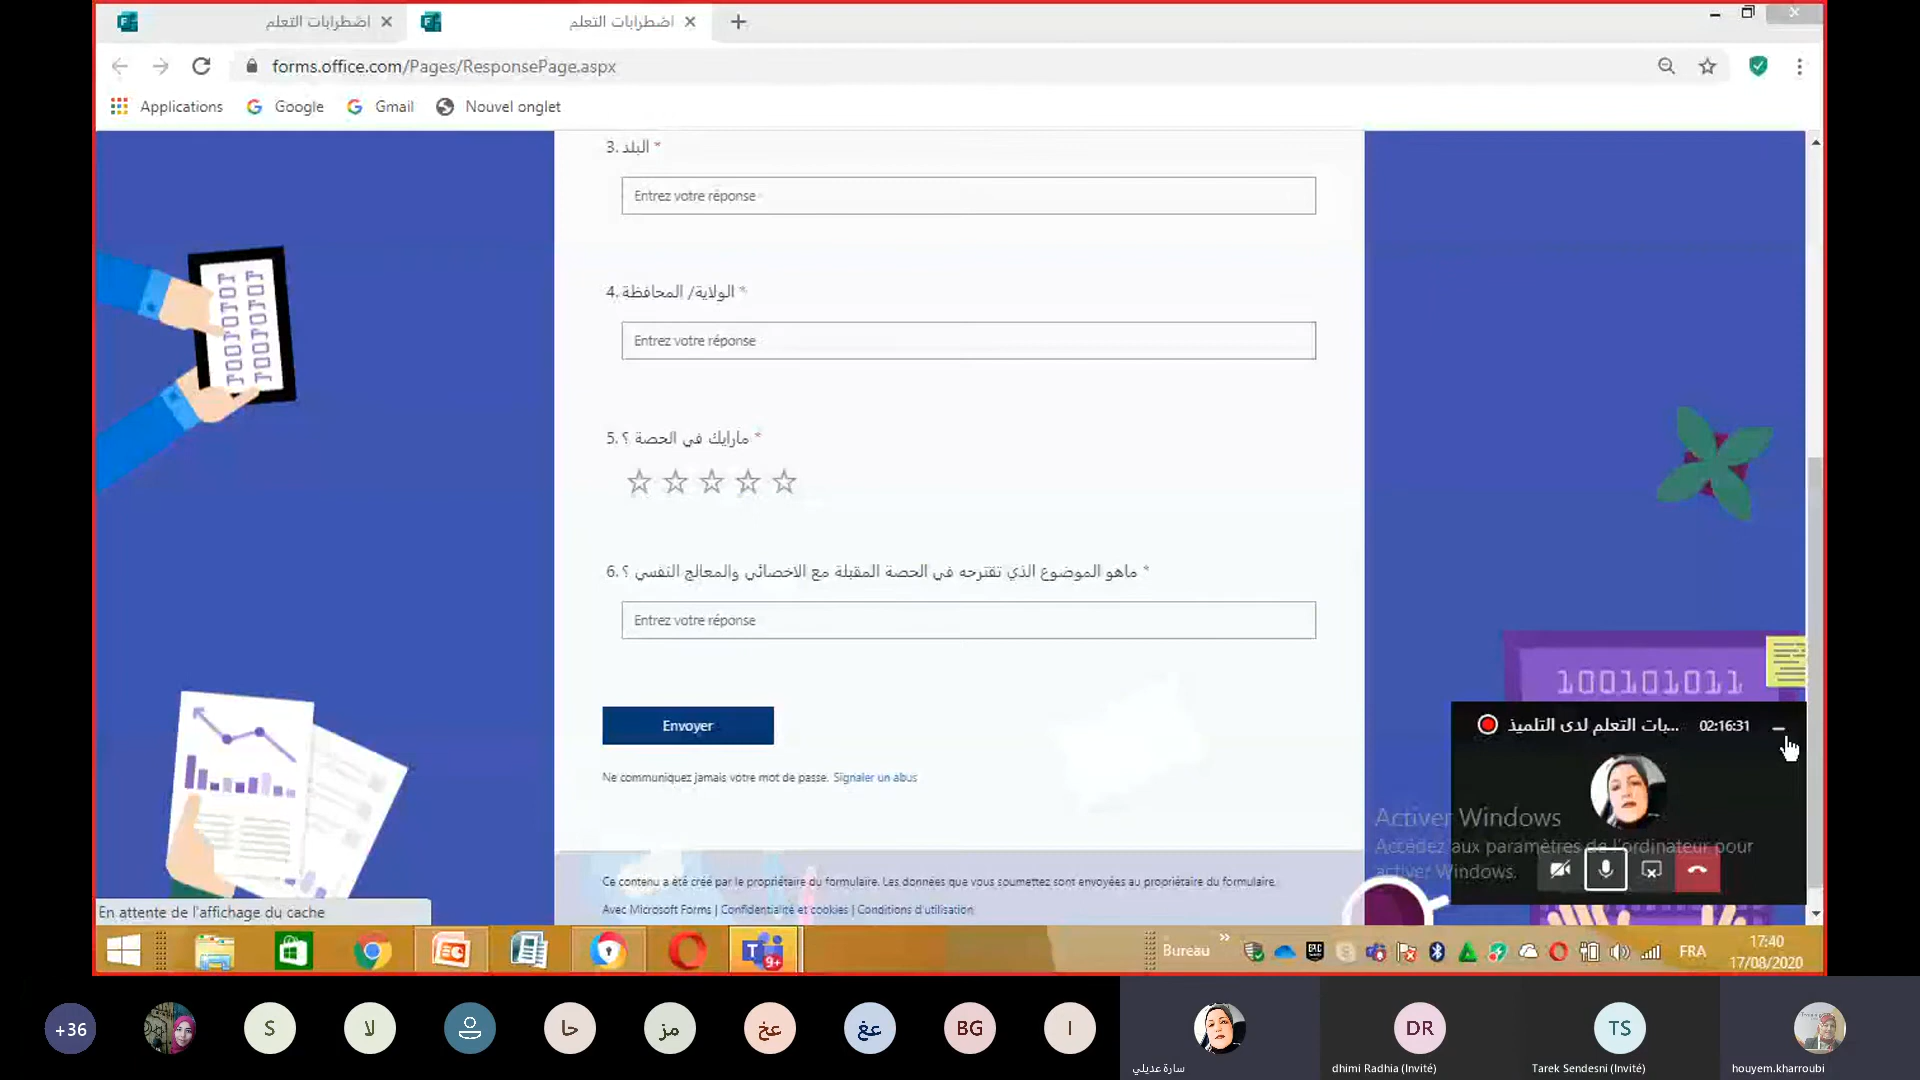 اضطرابات التعلم
اضطرابات التعلم
forms.office.com/Pages/ResponsePage.aspx
Applications
Google
Gmail
Nouvel onglet
3. البلد *
Entrez votre réponse
4. الولاية/ المحافظة *
Entrez votre réponse
5. مارايك في الحصة ؟ *
6. ماهو الموضوع الذي تقترحه في الحصة المقبلة مع الاخصائي والمعالج النفسي ؟ *
Entrez votre réponse
Envoyer
Ne communiquez jamais votre mot de passe. Signaler un abus
100101011
...بات التعلم لدى التلميذ
02:16:31
Activer Windows
Accédez aux paramètres de l'ordinateur pour
activer Windows.
Ce contenu a été créé par le propriétaire du formulaire. Les données que vous soumettez sont envoyées au propriétaire du formulaire.
Avec Microsoft Forms | Confidentialité et cookies | Conditions d'utilisation
En attente de l'affichage du cache
9+
Bureau
FRA
17:40
17/08/2020
+36
S
لا
حا
مز
عخ
عغ
BG
ا
DR
TS
سارة عديلي
dhimi Radhia (Invité)
Tarek Sendesni (Invité)
houyem.kharroubi